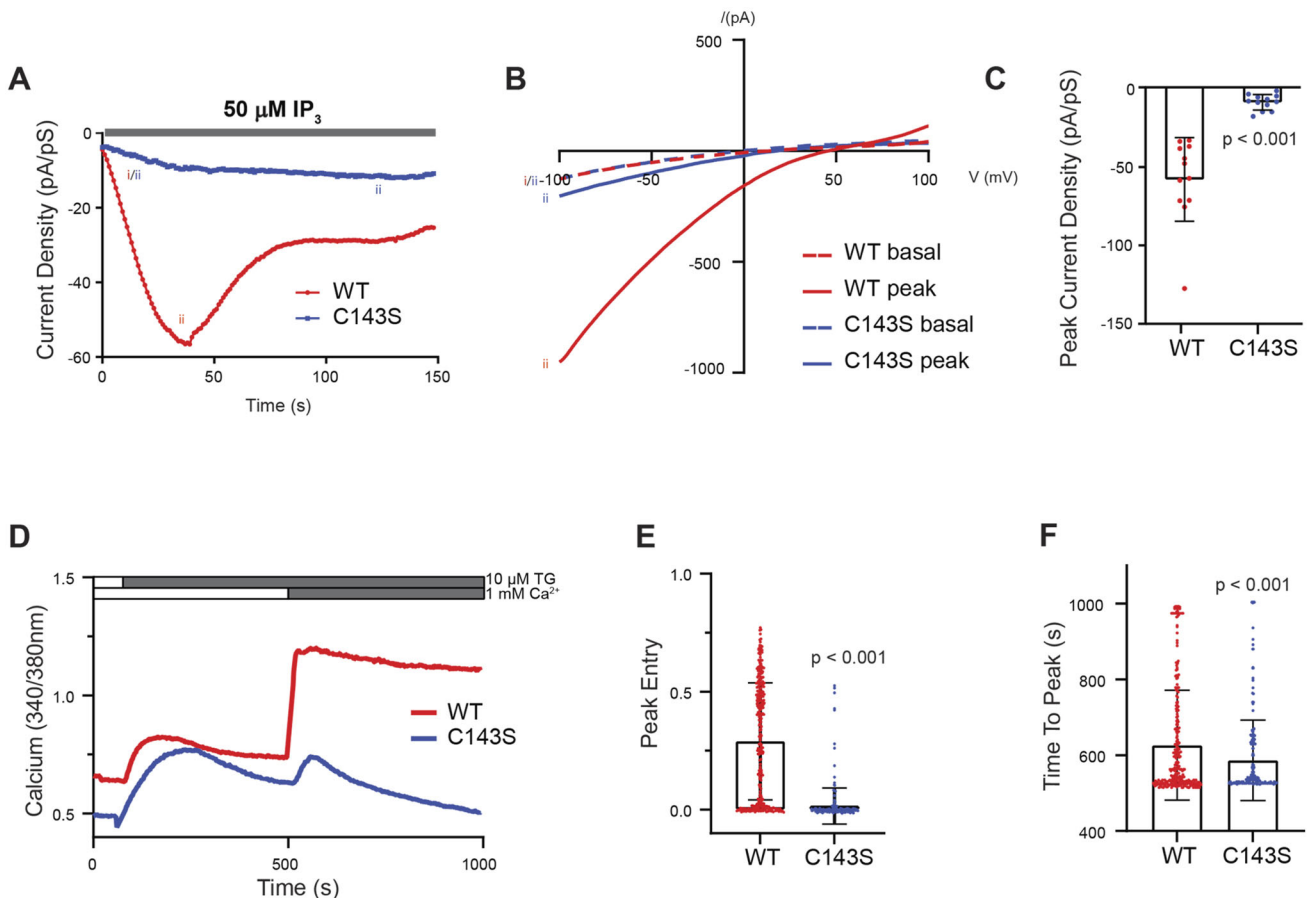 A
50 μM IP3
0
-20
-40
-60
Current Density (pA/pS)
i/ii
ii
ii
WT
C143S
0
50
100
150
Time (s)
B
/(pA)
500
-500
-1000
-100
-50
50
100
V (mV)
i/ii
ii
ii
WT basal
WT peak
C143S basal
C143S peak
C
0
-50
-100
-150
Peak Current Density (pA/pS)
p < 0.001
WT
C143S
D
1.5
1.0
0.5
Calcium (340/380nm)
10 μM TG
1 mM Ca2+
WT
C143S
0
500
1000
Time (s)
E
1.0
0.5
0.0
Peak Entry
p < 0.001
WT
C143S
F
1000
800
600
400
Time To Peak (s)
p < 0.001
WT
C143S